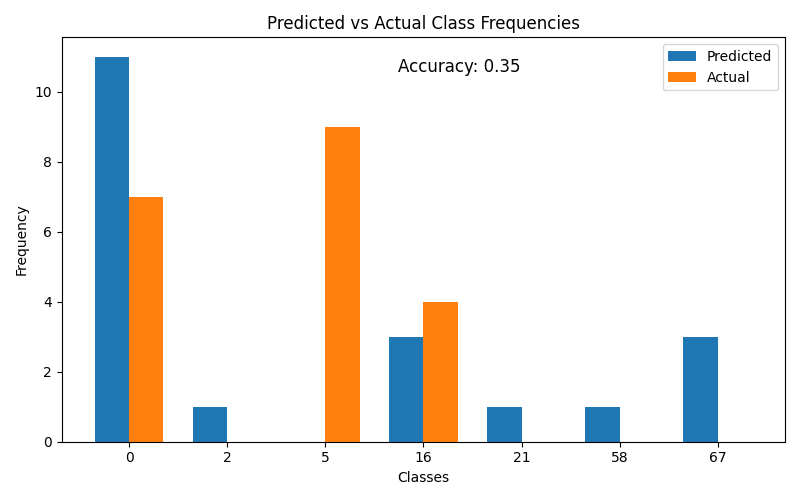 Predicted vs Actual Class Frequencies
Accuracy: 0.35
Predicted
Actual
Frequency
10
8
6
4
2
0
0 2 5 16 21 58 67
Classes